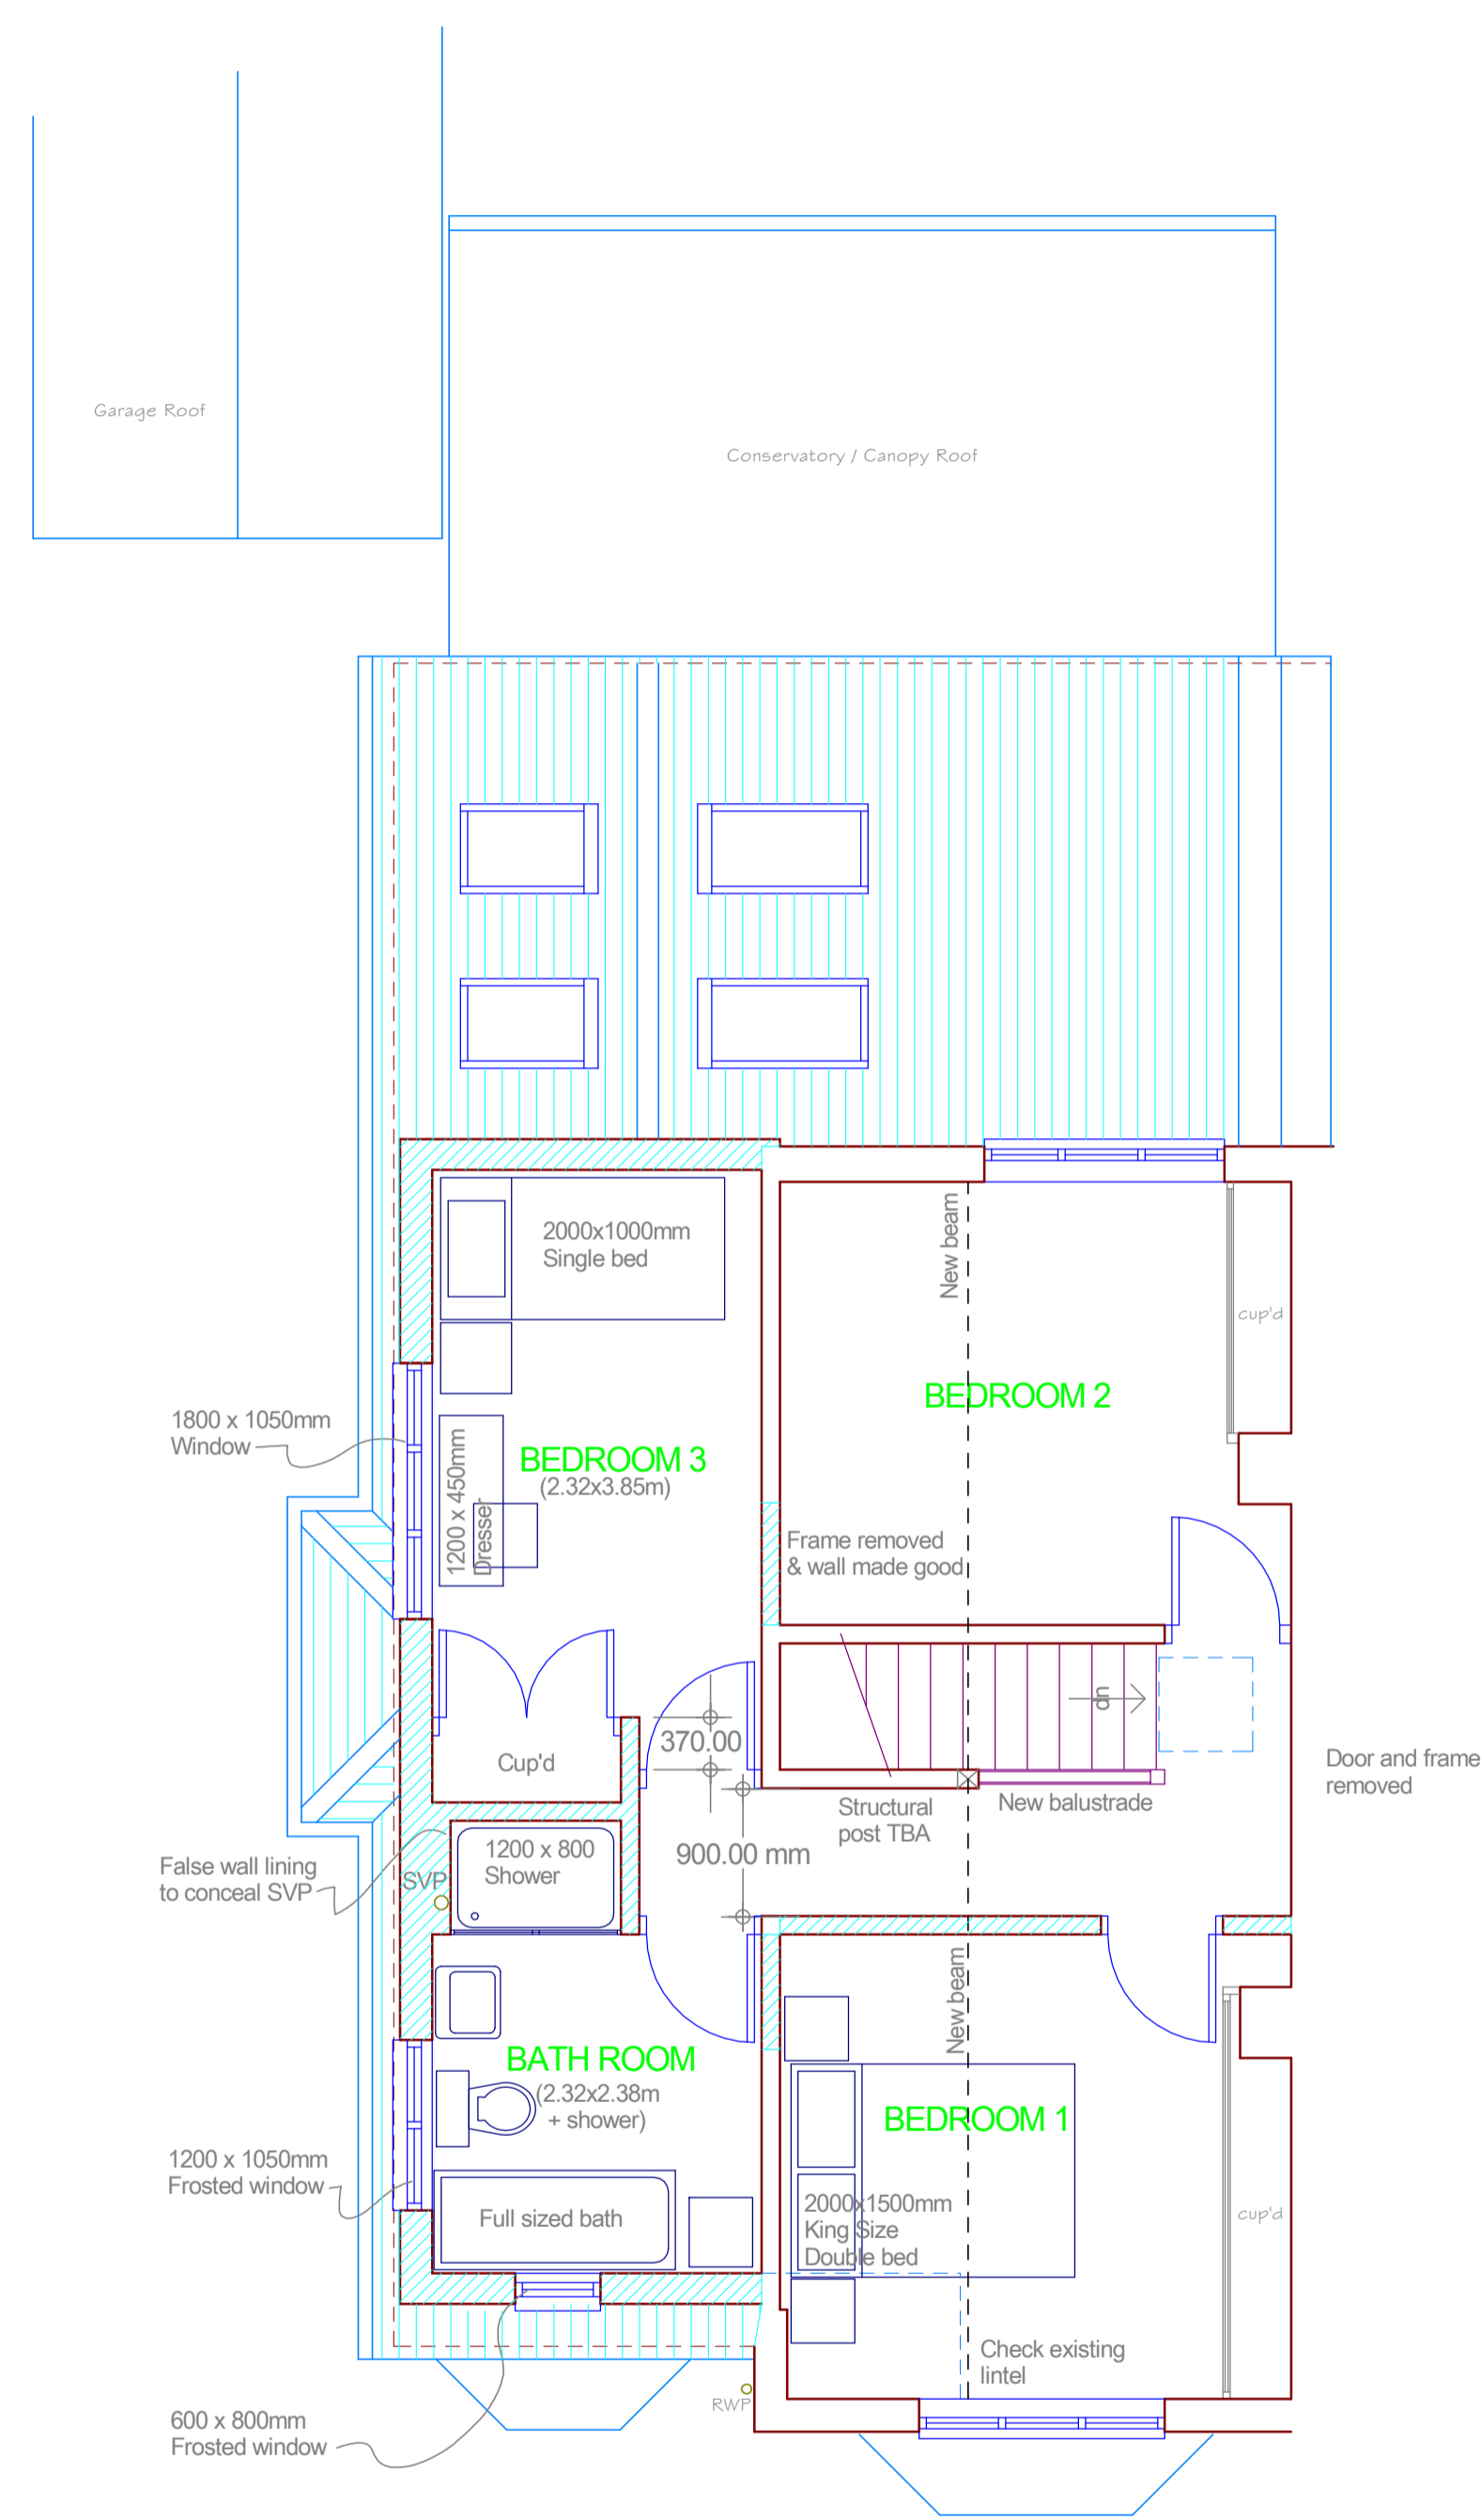 Garage Roof
Conservatory / Canopy Roof
2000x1000mm
Single bed
New beam
cup'd
BEDROOM 2
1800 x 1050mm
Window
BEDROOM 3
(2.32x3.85m)
1200 x 450mm
Dresser
Frame removed
& wall made good
dn
370.00
Cup'd
Door and frame
removed
Structural
post TBA
New balustrade
1200 x 800
Shower
900.00 mm
False wall lining
to conceal SVP
SVP
New beam
BATH ROOM
(2.32x2.38m
+ shower)
BEDROOM 1
1200 x 1050mm
Frosted window
Full sized bath
2000x1500mm
King Size
Double bed
cup'd
Check existing
lintel
RWP
600 x 800mm
Frosted window